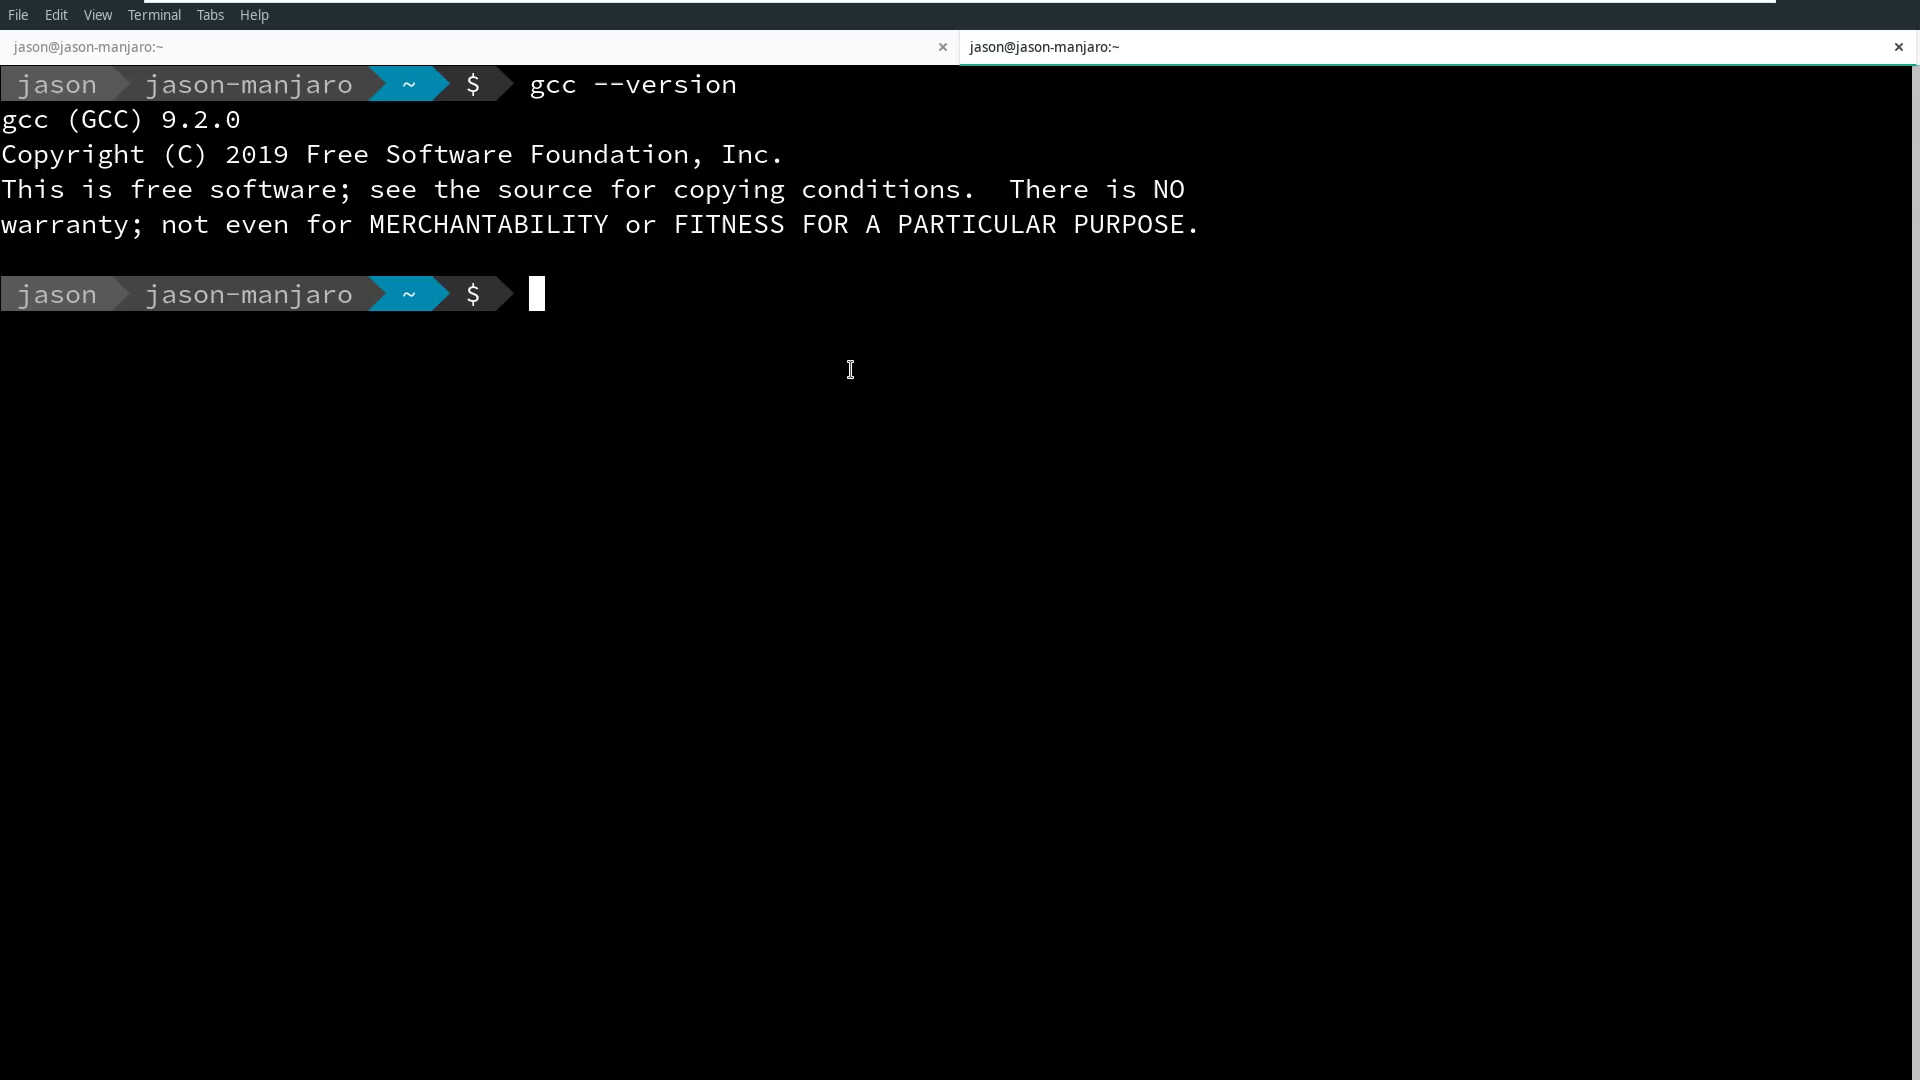 File Edit View Terminal Tabs Help
jason@jason-manjaro:~ × jason@jason-manjaro:~ ×
jason jason-manjaro ~ $ gcc --version
gcc (GCC) 9.2.0
Copyright (C) 2019 Free Software Foundation, Inc.
This is free software; see the source for copying conditions.  There is NO
warranty; not even for MERCHANTABILITY or FITNESS FOR A PARTICULAR PURPOSE.
jason jason-manjaro ~ $